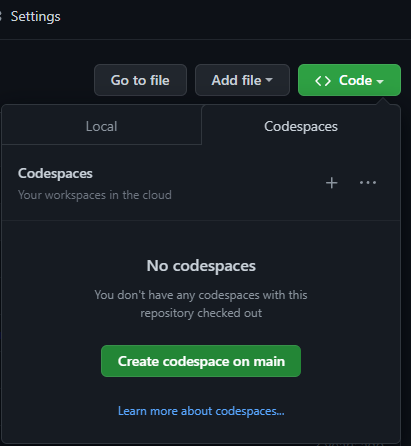 Settings
Go to file Add file <> Code
Local Codespaces
Codespaces
Your workspaces in the cloud
No codespaces
You don't have any codespaces with this
repository checked out
Create codespace on main
Learn more about codespaces...